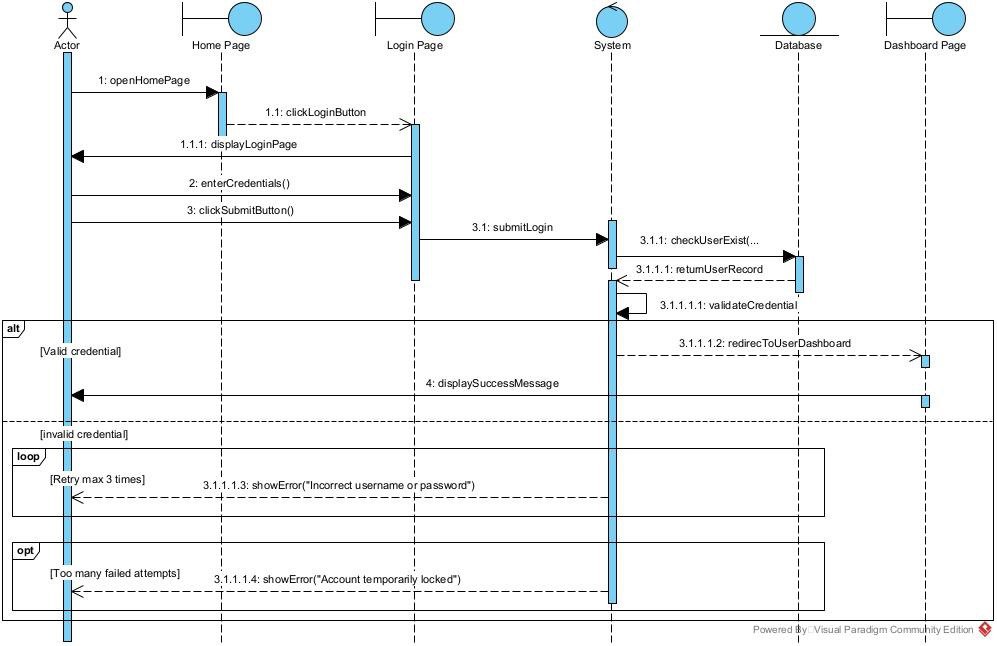 Actor
Home Page
Login Page
System
Database
Dashboard Page
1: openHomePage
1.1: clickLoginButton
1.1.1: displayLoginPage
2: enterCredentials()
3: clickSubmitButton()
3.1: submitLogin
3.1.1: checkUserExist(...
3.1.1.1: returnUserRecord
3.1.1.1.1: validateCredential
alt
[Valid credential]
3.1.1.1.2: redirecToUserDashboard
4: displaySuccessMessage
[invalid credential]
loop
[Retry max 3 times]
3.1.1.1.3: showError("Incorrect username or password")
opt
[Too many failed attempts]
3.1.1.1.4: showError("Account temporarily locked")
Powered By Visual Paradigm Community Edition